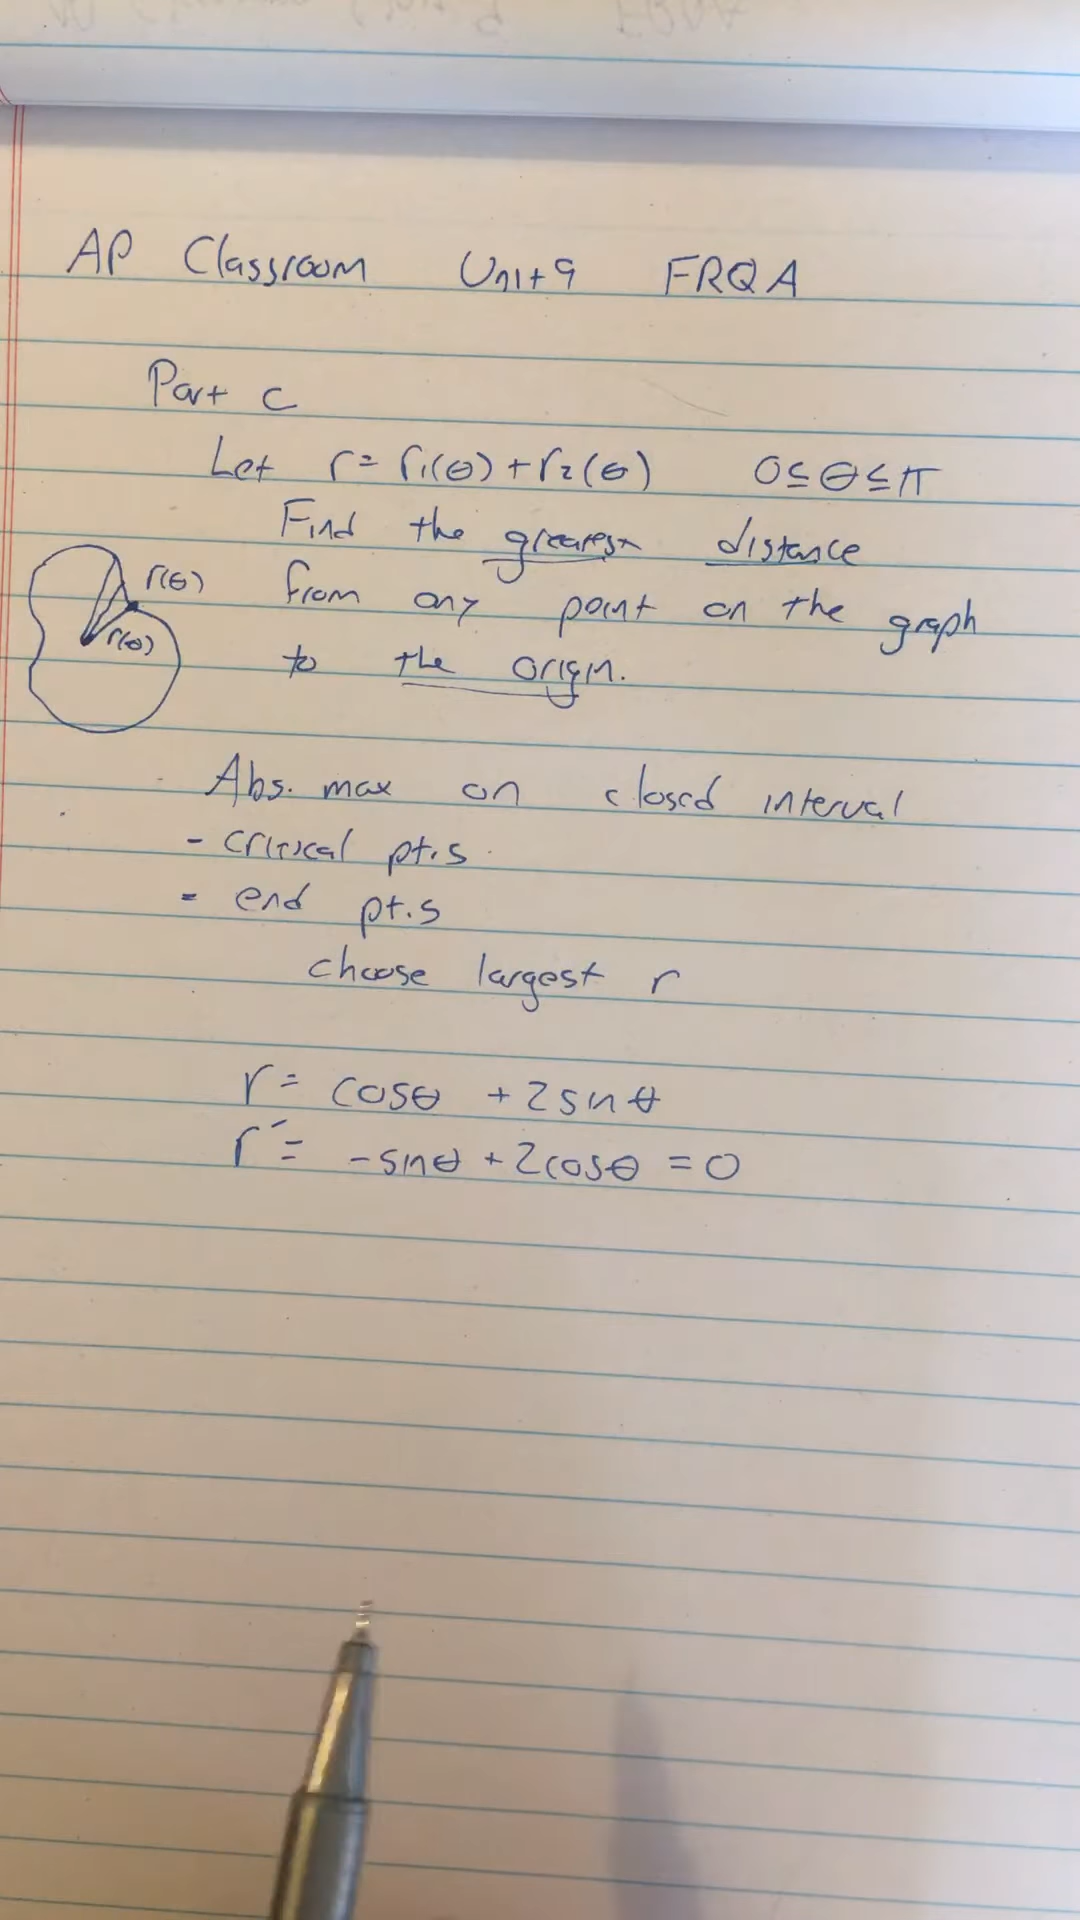 AP Classroom Unit 9 FRQ A
Part C
Let r = r₁(θ) + r₂(θ) 0 ≤ θ ≤ π
Find the greatest distance
from any point on the graph
to the origin.
r(θ)
r(θ)
Abs. max on closed interval
- critical pt.s
- end pt.s
choose largest r
r = cosθ + 2sinθ
r' = -sinθ + 2cosθ = 0